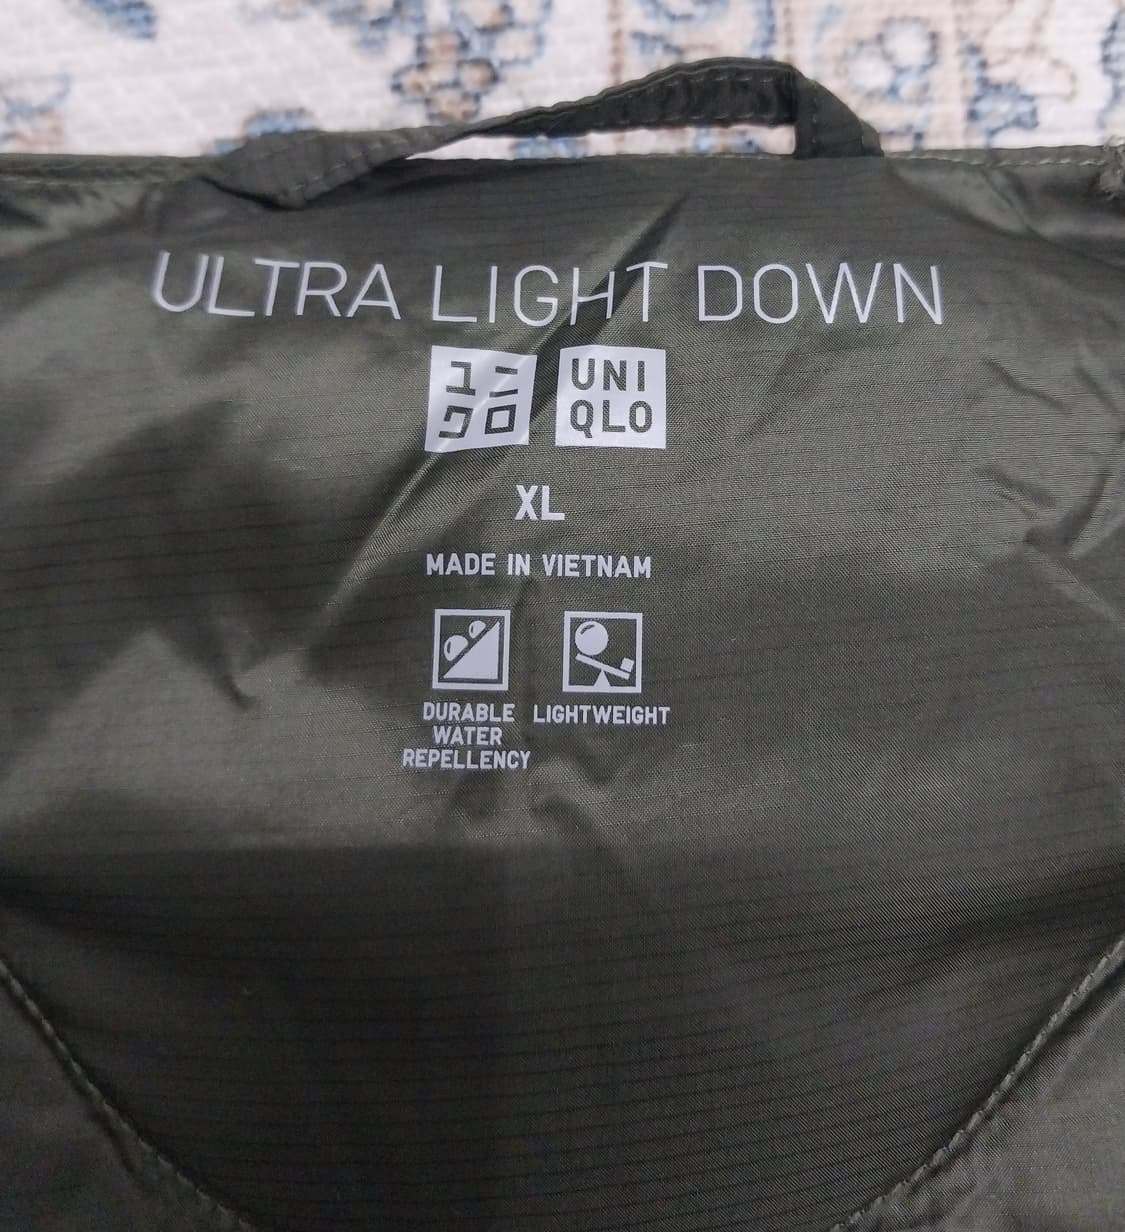 ULTRA LIGHT DOWN
ユニ
クロ
UNI
QLO
XL
MADE IN VIETNAM
DURABLE
WATER
REPELLENCY
LIGHTWEIGHT